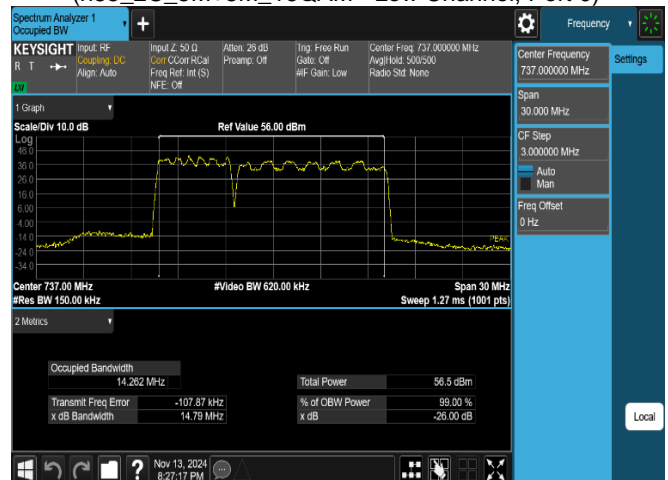 Spectrum Analyzer 1
Occupied BW
Frequency
KEYSIGHT
R T
LXI
Input: RF
Coupling: DC
Align: Auto
Input Z: 50 Ω
Corr CCorr RCal
Freq Ref: Int (S)
NFE: Off
Atten: 26 dB
Preamp: Off
Trig: Free Run
Gate: Off
#IF Gain: Low
Center Freq: 737.000000 MHz
Avg|Hold: 500/500
Radio Std: None
Center Frequency
737.000000 MHz
Settings
Span
30.000 MHz
CF Step
3.000000 MHz
Auto
Man
Freq Offset
0 Hz
1 Graph
Scale/Div 10.0 dB
Ref Value 56.00 dBm
Log
46.0
36.0
26.0
16.0
6.00
-4.00
-14.0
-24.0
-34.0
PEAK
Center 737.00 MHz
#Video BW 620.00 kHz
Span 30 MHz
#Res BW 150.00 kHz
Sweep 1.27 ms (1001 pts)
2 Metrics
Occupied Bandwidth
14.262 MHz
Total Power 56.5 dBm
Transmit Freq Error -107.87 kHz
% of OBW Power 99.00 %
x dB Bandwidth 14.79 MHz
x dB -26.00 dB
Local
Nov 13, 2024
8:27:17 PM